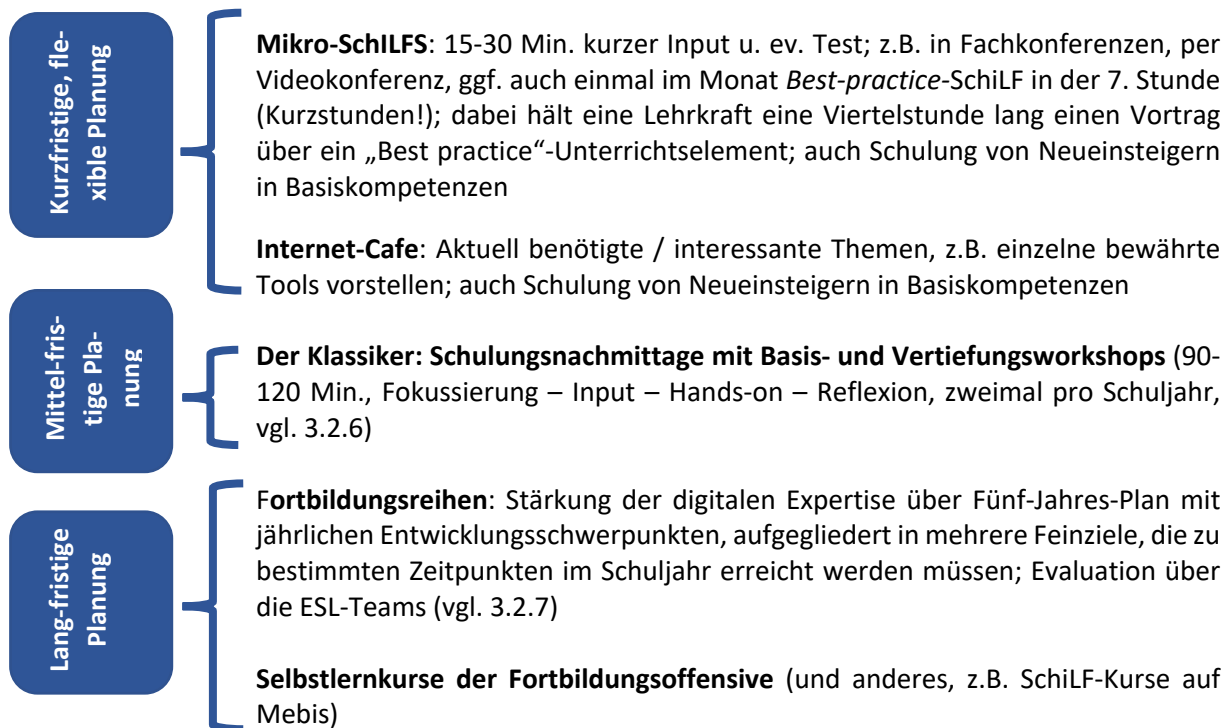 Kurzfristige, fle-
xible Planung
Mikro-SchILFS: 15-30 Min. kurzer Input u. ev. Test; z.B. in Fachkonferenzen, per
Videokonferenz, ggf. auch einmal im Monat Best-practice-SchiLF in der 7. Stunde
(Kurzstunden!); dabei hält eine Lehrkraft eine Viertelstunde lang einen Vortrag
über ein „Best practice“-Unterrichtselement; auch Schulung von Neueinsteigern
in Basiskompetenzen
Internet-Cafe: Aktuell benötigte / interessante Themen, z.B. einzelne bewährte
Tools vorstellen; auch Schulung von Neueinsteigern in Basiskompetenzen
Mittel-fris-
tige Pla-
nung
Der Klassiker: Schulungsnachmittage mit Basis- und Vertiefungsworkshops (90-
120 Min., Fokussierung – Input – Hands-on – Reflexion, zweimal pro Schuljahr,
vgl. 3.2.6)
Lang-fristige
Planung
Fortbildungsreihen: Stärkung der digitalen Expertise über Fünf-Jahres-Plan mit
jährlichen Entwicklungsschwerpunkten, aufgegliedert in mehrere Feinziele, die zu
bestimmten Zeitpunkten im Schuljahr erreicht werden müssen; Evaluation über
die ESL-Teams (vgl. 3.2.7)
Selbstlernkurse der Fortbildungsoffensive (und anderes, z.B. SchiLF-Kurse auf
Mebis)